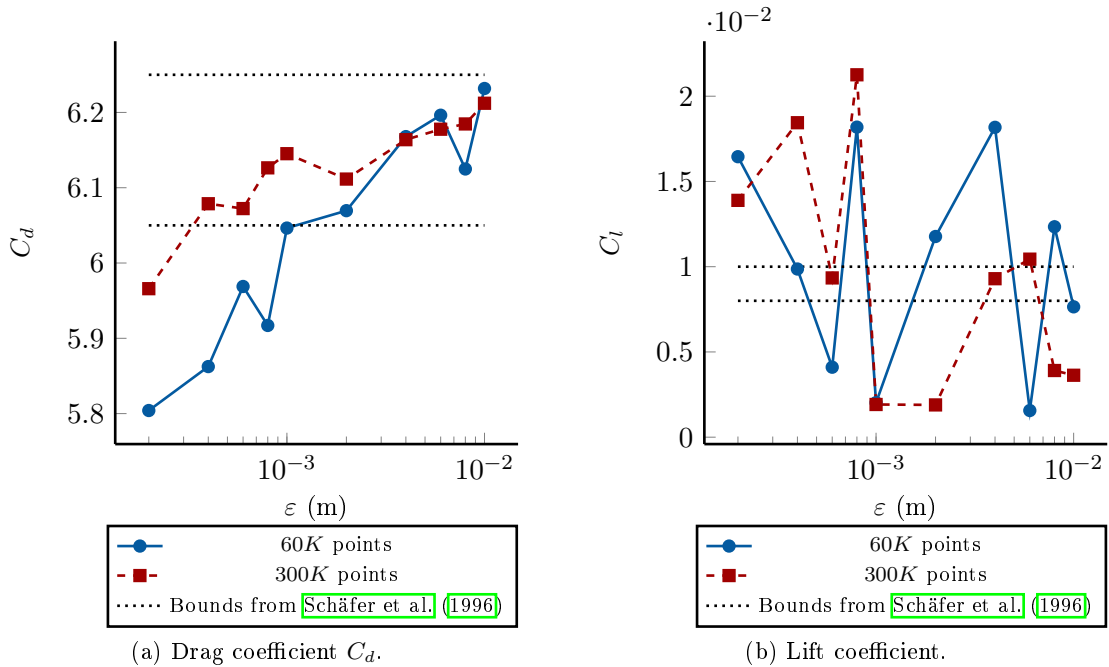 ·10⁻²
6.2
6.1
6
5.9
5.8
C_d
10⁻³
10⁻²
ε (m)
60K points
300K points
Bounds from Schäfer et al. (1996)
(a) Drag coefficient C_d.
2
1.5
1
0.5
0
C_l
10⁻³
10⁻²
ε (m)
60K points
300K points
Bounds from Schäfer et al. (1996)
(b) Lift coefficient.